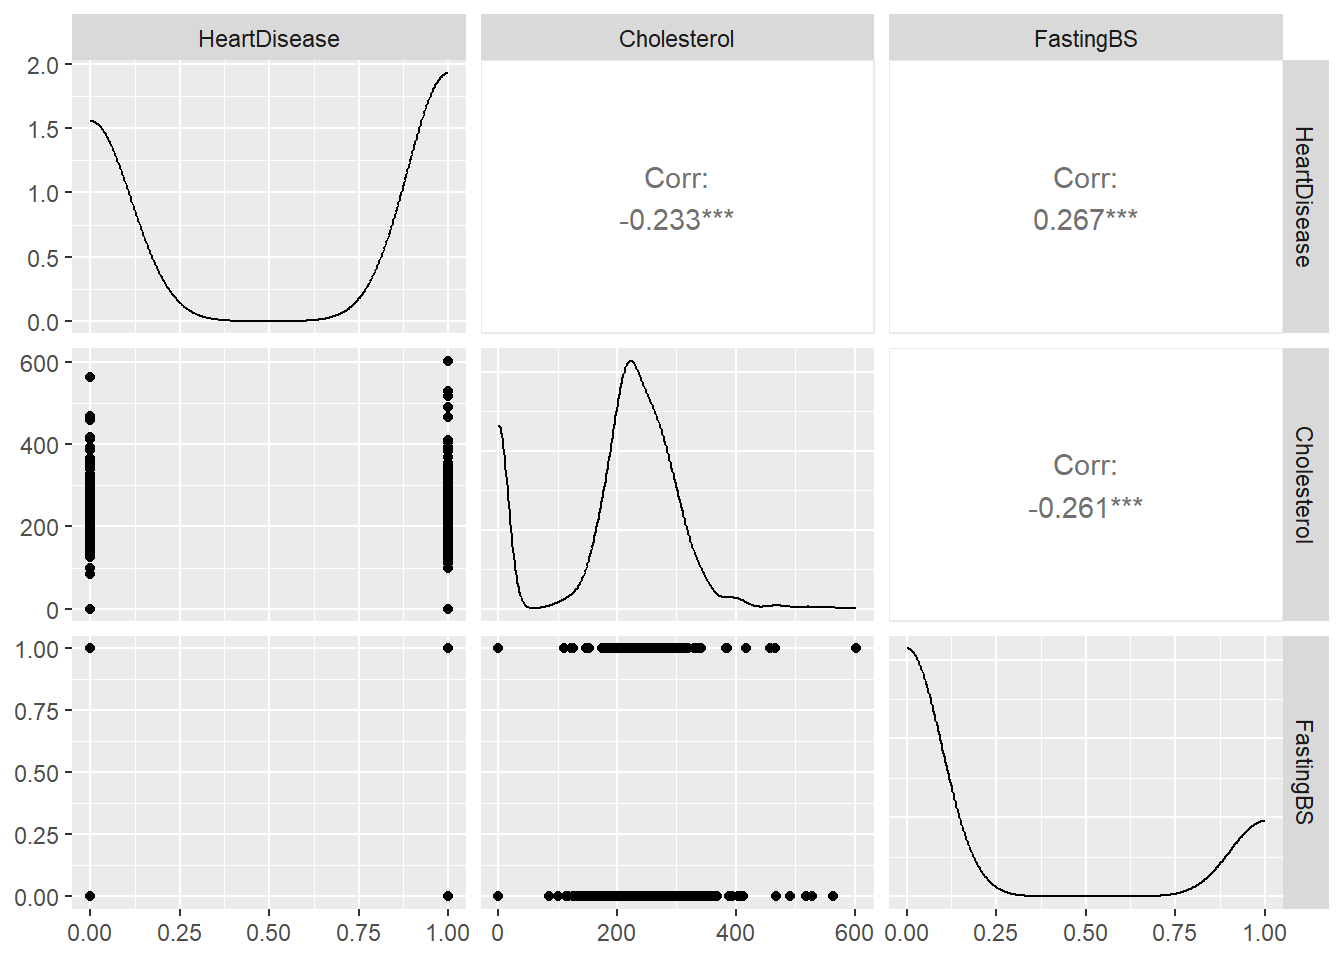 HeartDisease
Cholesterol
FastingBS
2.0
1.5
1.0
0.5
0.0
Corr:
-0.233***
Corr:
0.267***
HeartDisease
600
400
200
0
Corr:
-0.261***
Cholesterol
1.00
0.75
0.50
0.25
0.00
FastingBS
0.00 0.25 0.50 0.75 1.00
0 200 400 600
0.00 0.25 0.50 0.75 1.00